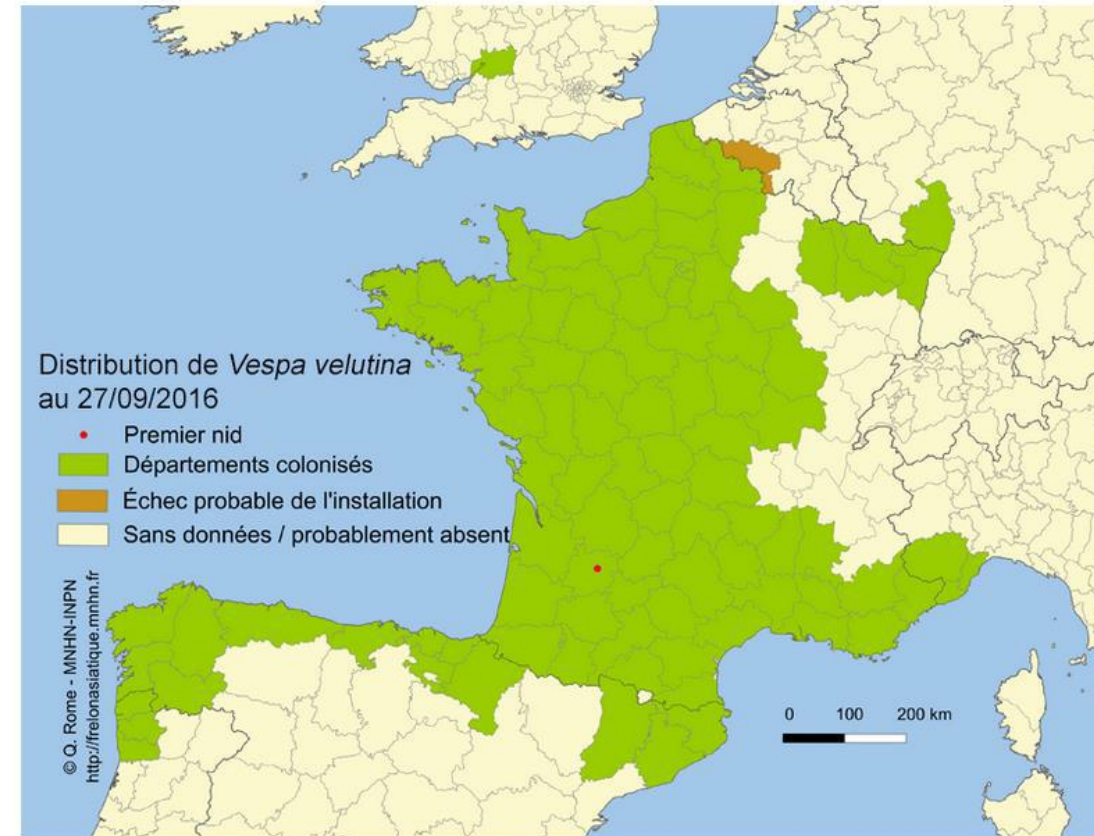 Distribution de Vespa velutina
au 27/09/2016
Premier nid
Départements colonisés
Échec probable de l'installation
Sans données / probablement absent
© Q. Rome - MNHN-INPN
http://frelonasiatique.mnhn.fr
0 100 200 km